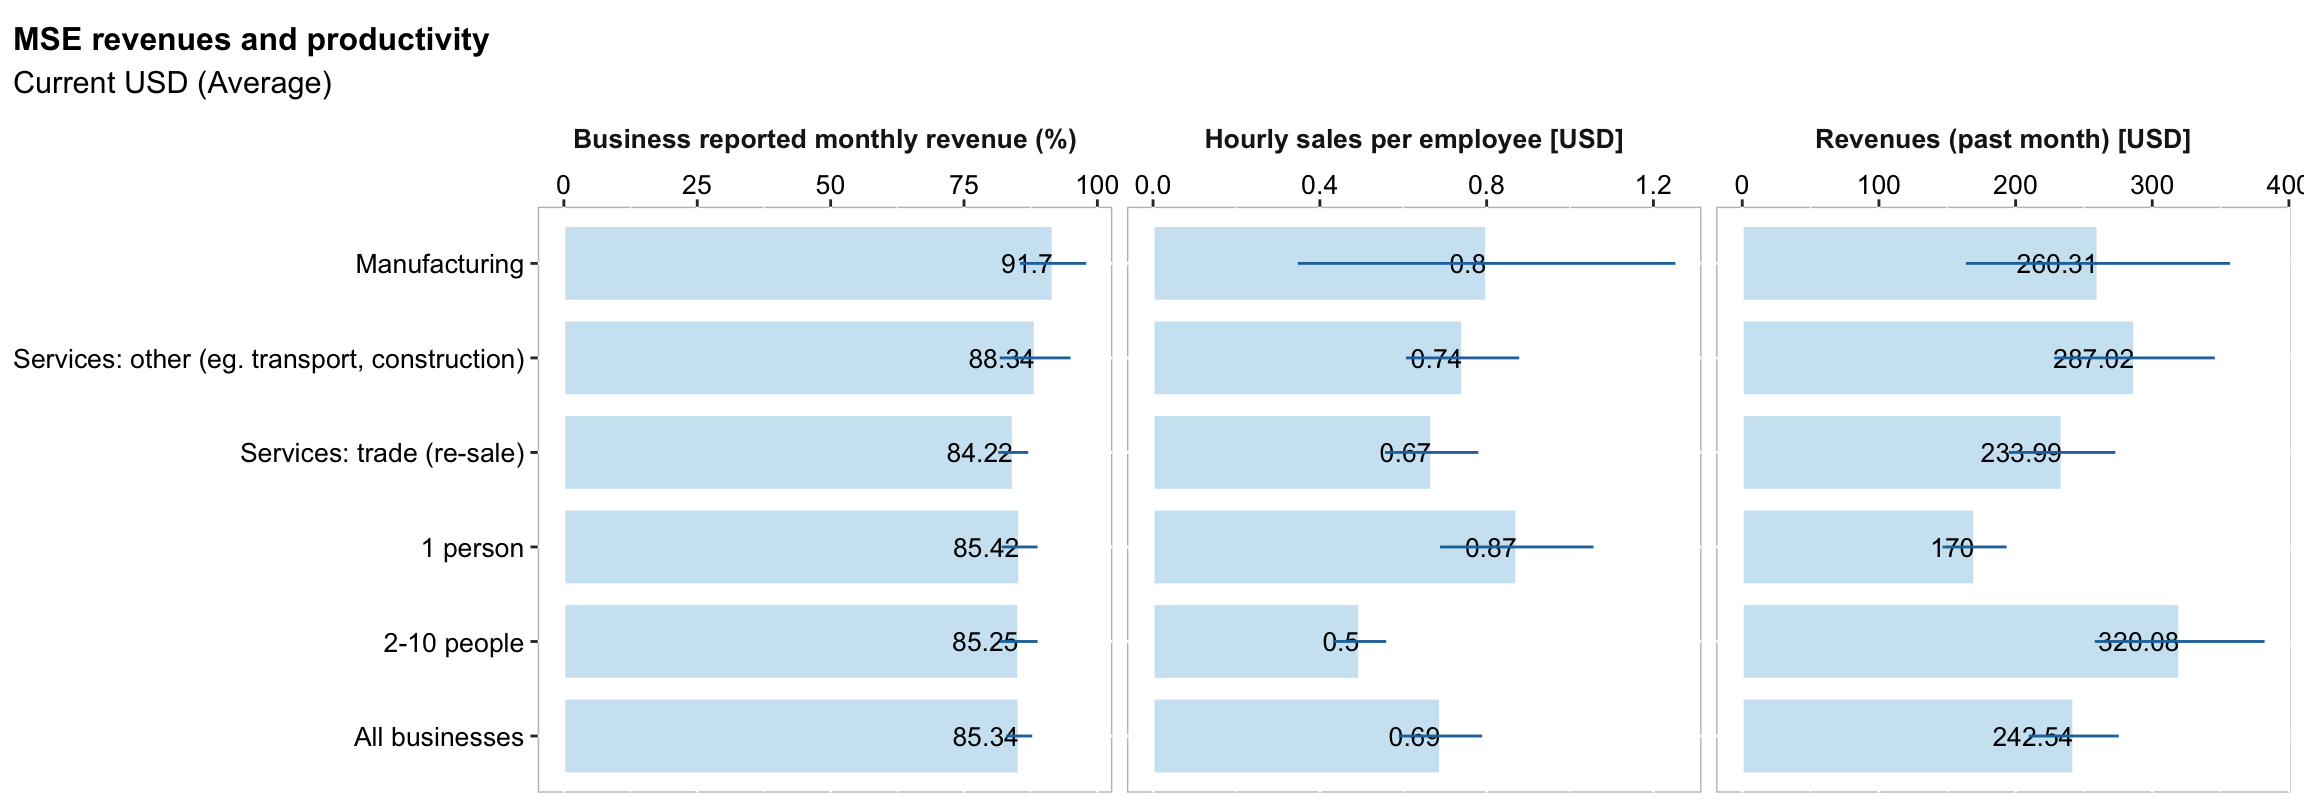 MSE revenues and productivity
Current USD (Average)
Business reported monthly revenue (%) Hourly sales per employee [USD] Revenues (past month) [USD]
0 25 50 75 100 0.0 0.4 0.8 1.2 0 100 200 300 400
Manufacturing 91.7 0.8 260.31
Services: other (eg. transport, construction) 88.34 0.74 287.02
Services: trade (re-sale) 84.22 0.67 233.99
1 person 85.42 0.87 170
2-10 people 85.25 0.5 320.08
All businesses 85.34 0.69 242.54